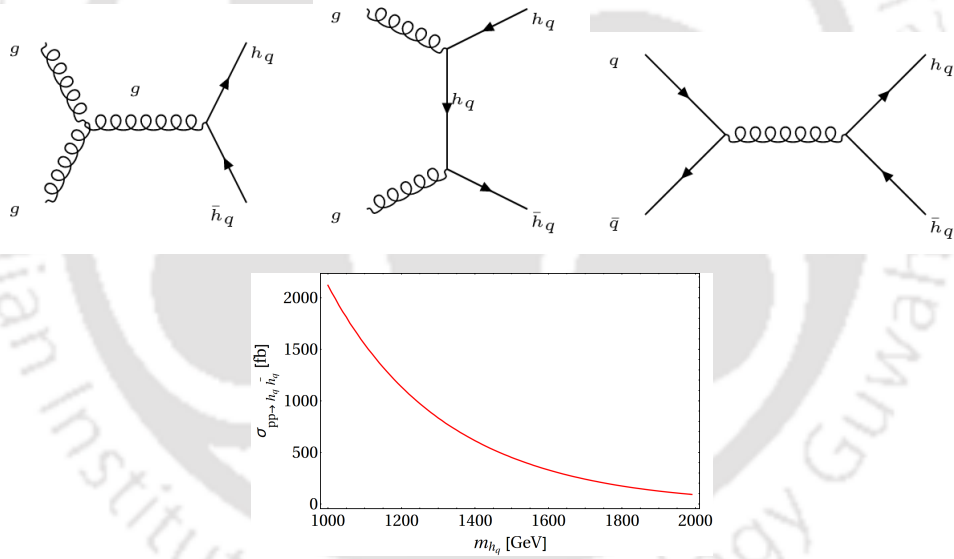 g
g
g
h_q
h̄_q
g
g
h_q
h_q
h̄_q
q
q̄
h_q
h̄_q
2000
1500
1000
500
0
σ_pp→ h_q h̄_q [fb]
1000 1200 1400 1600 1800 2000
m_h_q [GeV]